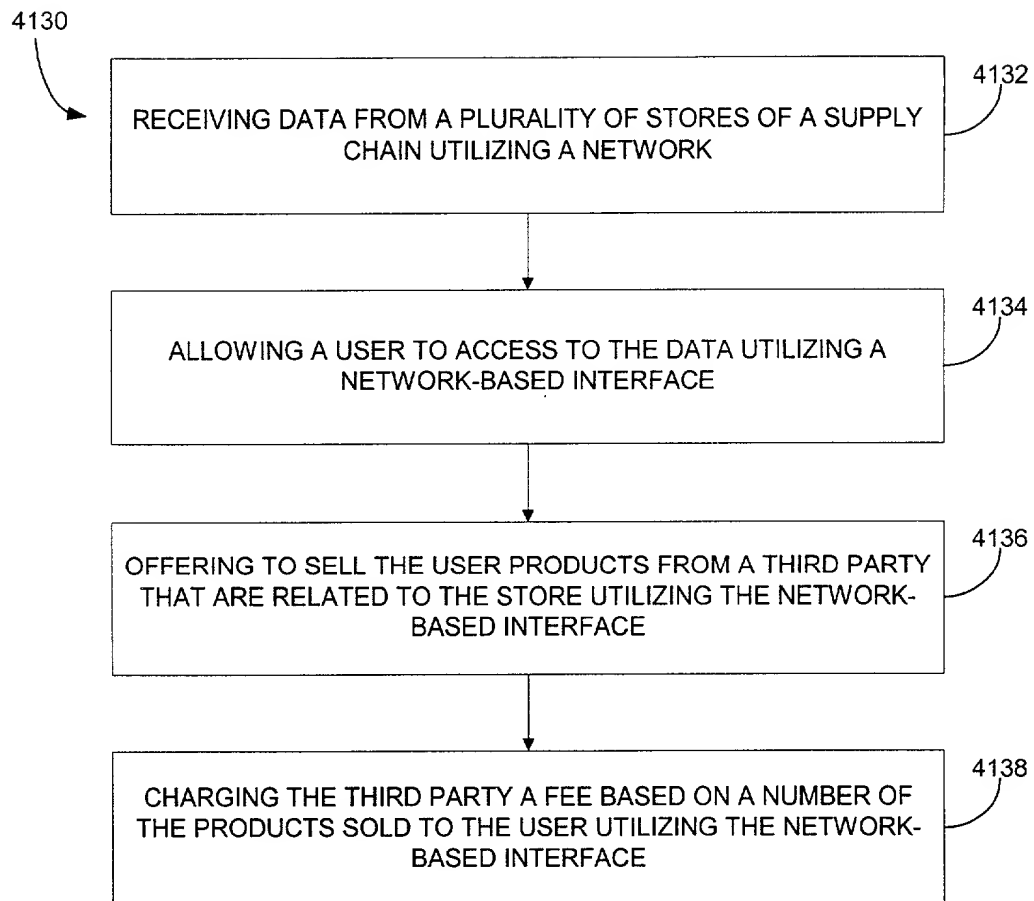 4130
4132
RECEIVING DATA FROM A PLURALITY OF STORES OF A SUPPLY
CHAIN UTILIZING A NETWORK
4134
ALLOWING A USER TO ACCESS TO THE DATA UTILIZING A
NETWORK-BASED INTERFACE
4136
OFFERING TO SELL THE USER PRODUCTS FROM A THIRD PARTY
THAT ARE RELATED TO THE STORE UTILIZING THE NETWORK-
BASED INTERFACE
4138
CHARGING THE THIRD PARTY A FEE BASED ON A NUMBER OF
THE PRODUCTS SOLD TO THE USER UTILIZING THE NETWORK-
BASED INTERFACE